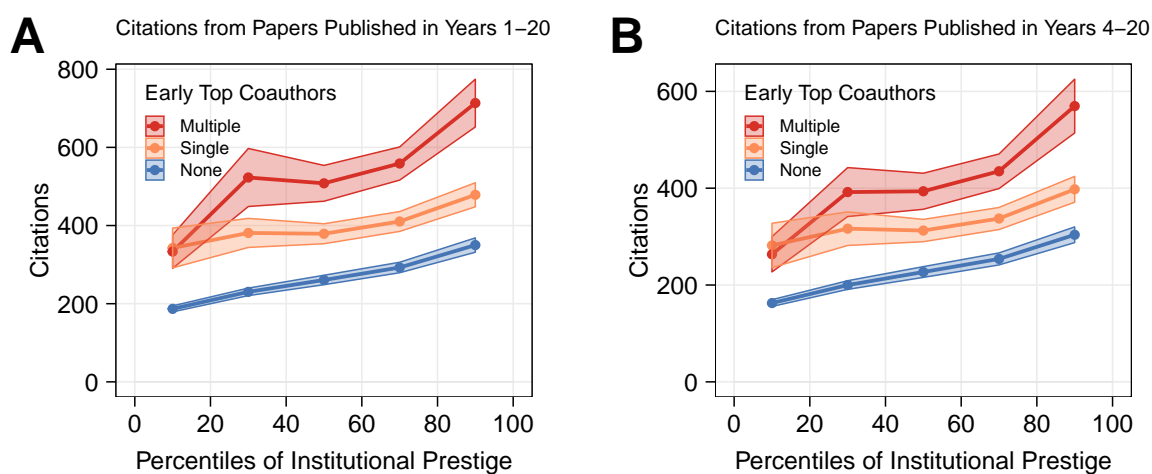 A
Citations from Papers Published in Years 1–20
Citations
800
600
400
200
0
Early Top Coauthors
Multiple
Single
None
0 20 40 60 80 100
Percentiles of Institutional Prestige
B
Citations from Papers Published in Years 4–20
Citations
600
400
200
0
Early Top Coauthors
Multiple
Single
None
0 20 40 60 80 100
Percentiles of Institutional Prestige